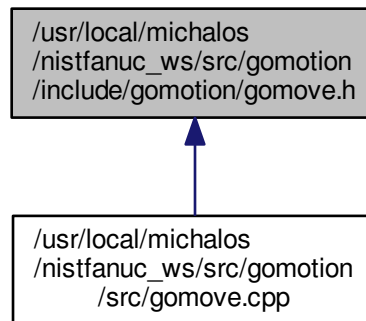 /usr/local/michalos
/nistfanuc_ws/src/gomotion
/include/gomotion/gomove.h
/usr/local/michalos
/nistfanuc_ws/src/gomotion
/src/gomove.cpp